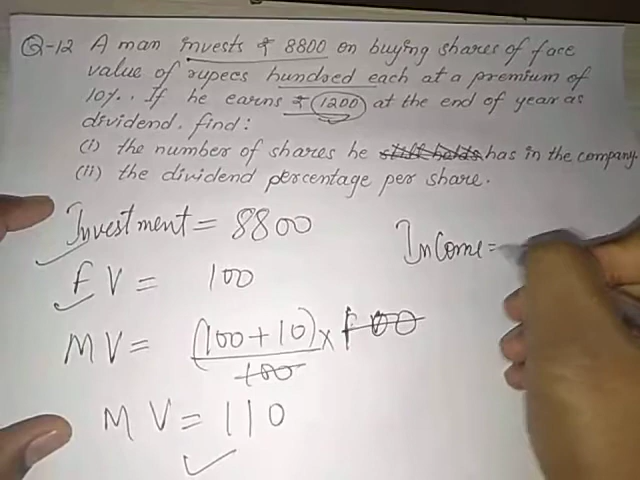 Q-12 A man invests ₹ 8800 on buying shares of face
value of rupees hundred each at a premium of
10%. If he earns ₹ 1200 at the end of year as
dividend. find:
(i) the number of shares he still holds has in the company.
(ii) the dividend percentage per share.
Investment = 8800
FV = 100
MV = (100+10)/100 × 100
MV = 110
Income =